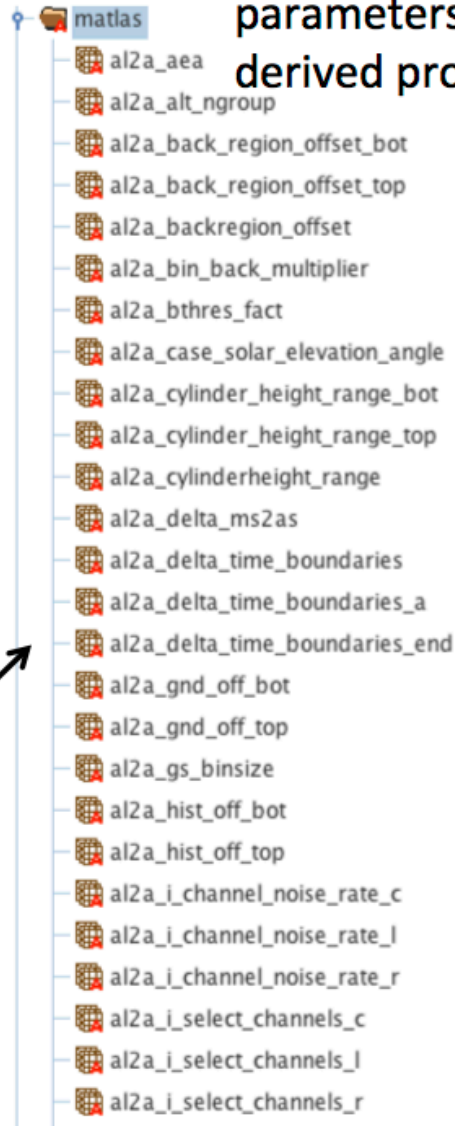 parameters
derived pro
matlas
al2a_aea
al2a_alt_ngroup
al2a_back_region_offset_bot
al2a_back_region_offset_top
al2a_backregion_offset
al2a_bin_back_multiplier
al2a_bthres_fact
al2a_case_solar_elevation_angle
al2a_cylinder_height_range_bot
al2a_cylinder_height_range_top
al2a_cylinderheight_range
al2a_delta_ms2as
al2a_delta_time_boundaries
al2a_delta_time_boundaries_a
al2a_delta_time_boundaries_end
al2a_gnd_off_bot
al2a_gnd_off_top
al2a_gs_binsize
al2a_hist_off_bot
al2a_hist_off_top
al2a_i_channel_noise_rate_c
al2a_i_channel_noise_rate_l
al2a_i_channel_noise_rate_r
al2a_i_select_channels_c
al2a_i_select_channels_l
al2a_i_select_channels_r